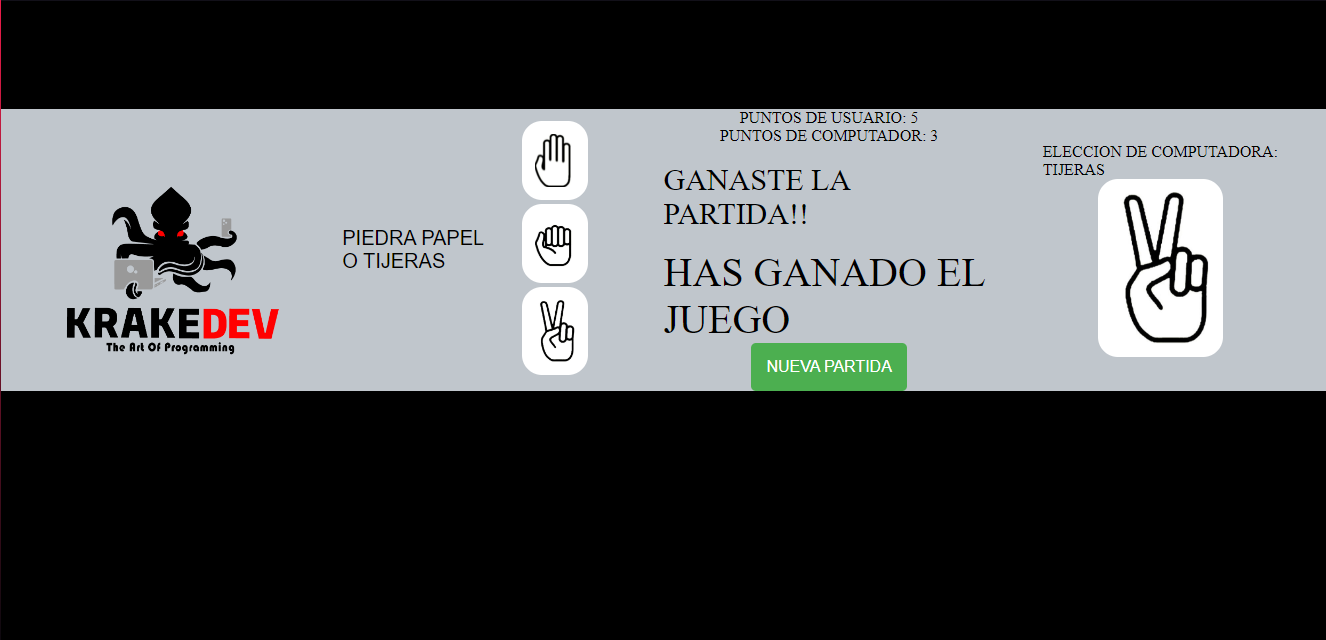 KRAKEDEV
The Art Of Programming
PIEDRA PAPEL
O TIJERAS
PUNTOS DE USUARIO: 5
PUNTOS DE COMPUTADOR: 3
GANASTE LA
PARTIDA!!
HAS GANADO EL
JUEGO
NUEVA PARTIDA
ELECCION DE COMPUTADORA:
TIJERAS